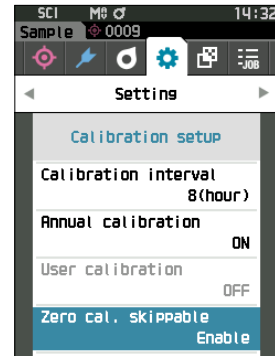 SCI M0 14:32
Sample 0009
-JOB
Setting
Calibration setup
Calibration interval
8(hour)
Annual calibration
ON
User calibration
OFF
Zero cal. skippable
Enable